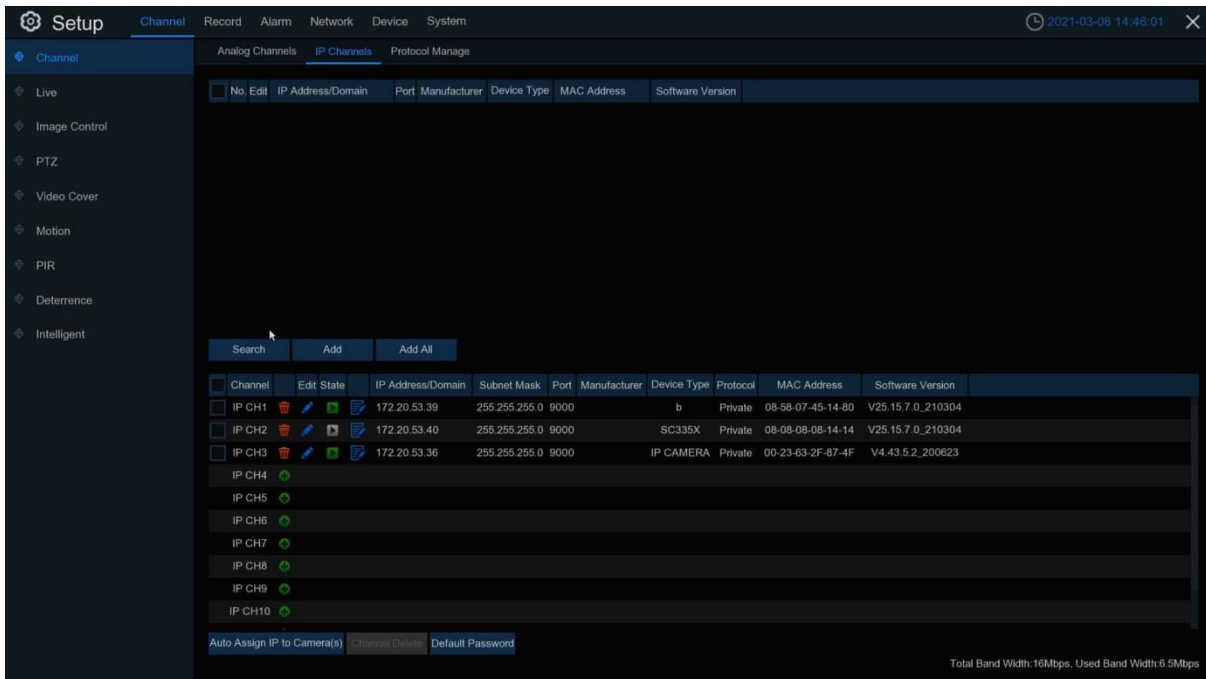 Setup Channel Record Alarm Network Device System 2021-03-08 14:46:01
Channel
Live
Image Control
PTZ
Video Cover
Motion
PIR
Deterrence
Intelligent
Analog Channels IP Channels Protocol Manage
No. Edit IP Address/Domain Port Manufacturer Device Type MAC Address Software Version
Search Add Add All
Channel Edit State IP Address/Domain Subnet Mask Port Manufacturer Device Type Protocol MAC Address Software Version
IP CH1 172.20.53.39 255.255.255.0 9000 b Private 08-58-07-45-14-80 V25.15.7.0_210304
IP CH2 172.20.53.40 255.255.255.0 9000 SC335X Private 08-08-08-08-14-14 V25.15.7.0_210304
IP CH3 172.20.53.36 255.255.255.0 9000 IP CAMERA Private 00-23-63-2F-87-4F V4.43.5.2_200623
IP CH4
IP CH5
IP CH6
IP CH7
IP CH8
IP CH9
IP CH10
Auto Assign IP to Camera(s) Channel Delete Default Password
Total Band Width:16Mbps, Used Band Width:6.5Mbps